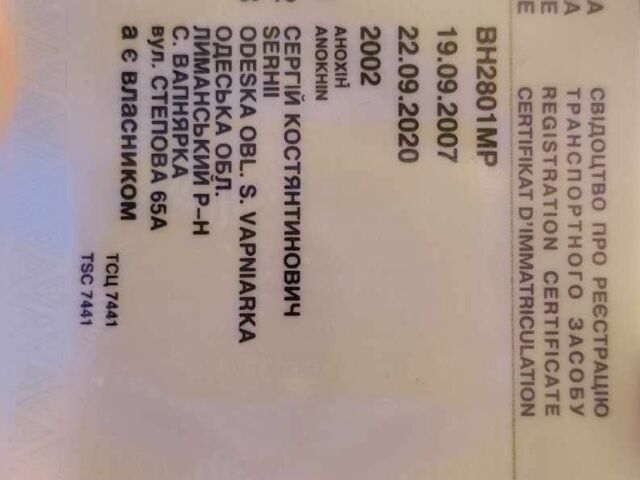 СВІДОЦТВО ПРО РЕЄСТРАЦІЮ
ТРАНСПОРТНОГО ЗАСОБУ
REGISTRATION CERTIFICATE
CERTIFIKAT D'IMMATRICULATION
ВН2801МР
19.09.2007
22.09.2020
2002
АНОХІН
ANOKHIN
СЕРГІЙ КОСТЯНТИНОВИЧ
SERHII
ODESKA OBL. S. VAPNIARKA
ОДЕСЬКА ОБЛ.
ЛИМАНСЬКИЙ Р-Н
С. ВАПНЯРКА
ВУЛ. СТЕПОВА 65А
а є власником
ТСЦ 7441
TSC 7441